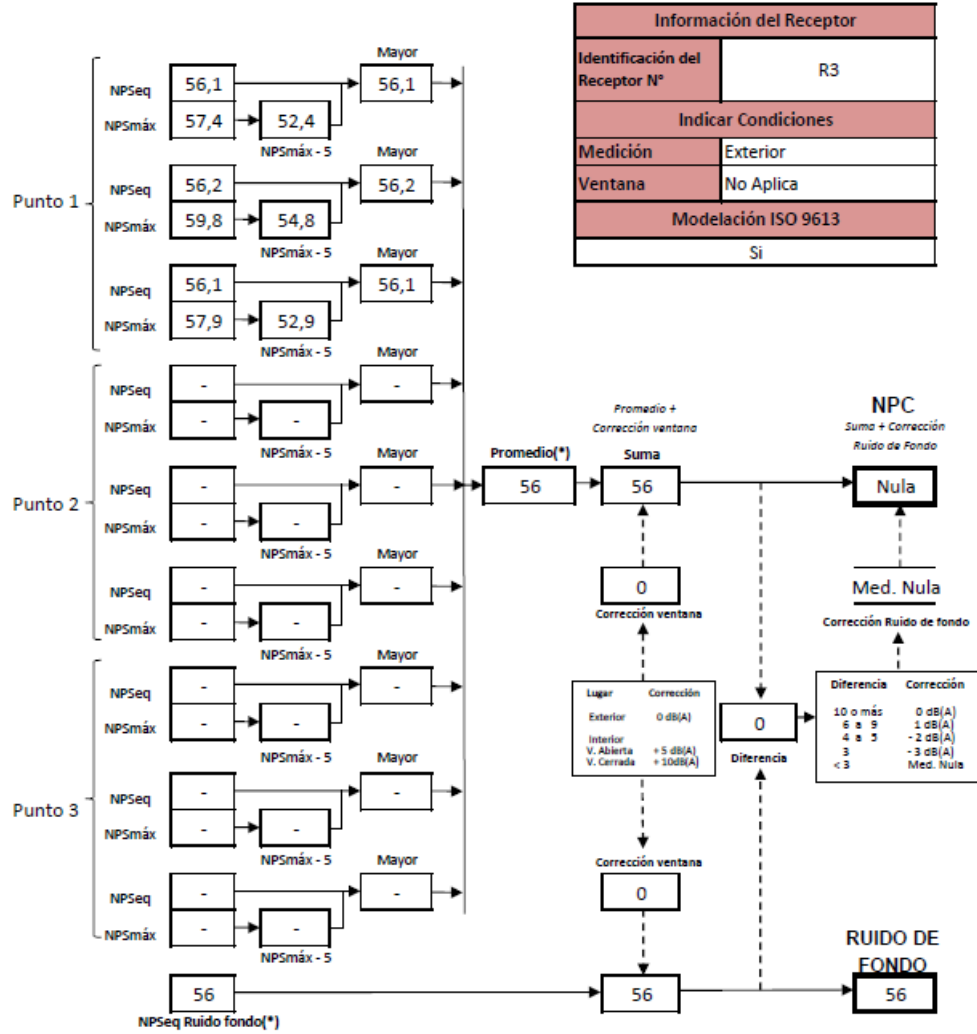 Información del Receptor
Identificación del Receptor N° R3
Indicar Condiciones
Medición Exterior
Ventana No Aplica
Modelación ISO 9613
Si
Punto 1
Mayor
NPSeq 56,1 56,1
NPSmáx 57,4 52,4
NPSmáx - 5
Mayor
NPSeq 56,2 56,2
NPSmáx 59,8 54,8
NPSmáx - 5
Mayor
NPSeq 56,1 56,1
NPSmáx 57,9 52,9
NPSmáx - 5
Punto 2
Mayor
NPSeq - -
NPSmáx - -
NPSmáx - 5
Mayor
NPSeq - -
NPSmáx - -
NPSmáx - 5
Mayor
NPSeq - -
NPSmáx - -
NPSmáx - 5
Punto 3
Mayor
NPSeq - -
NPSmáx - -
NPSmáx - 5
Mayor
NPSeq - -
NPSmáx - -
NPSmáx - 5
Mayor
NPSeq - -
NPSmáx - -
NPSmáx - 5
56
NPSeq Ruido fondo(*)
Promedio(*)
56
Promedio +
Corrección ventana
Suma
56
0
Corrección ventana
Lugar Corrección
Exterior 0 dB(A)
Interior
V. Abierta + 5 dB(A)
V. Cerrada + 10dB(A)
Corrección ventana
0
56
0
Diferencia
NPC
Suma + Corrección
Ruido de Fondo
Nula
Med. Nula
Corrección Ruido de fondo
Diferencia Corrección
10 o más 0 dB(A)
6 a 9 1 dB(A)
4 a 5 - 2 dB(A)
3 - 3 dB(A)
< 3 Med. Nula
RUIDO DE
FONDO
56